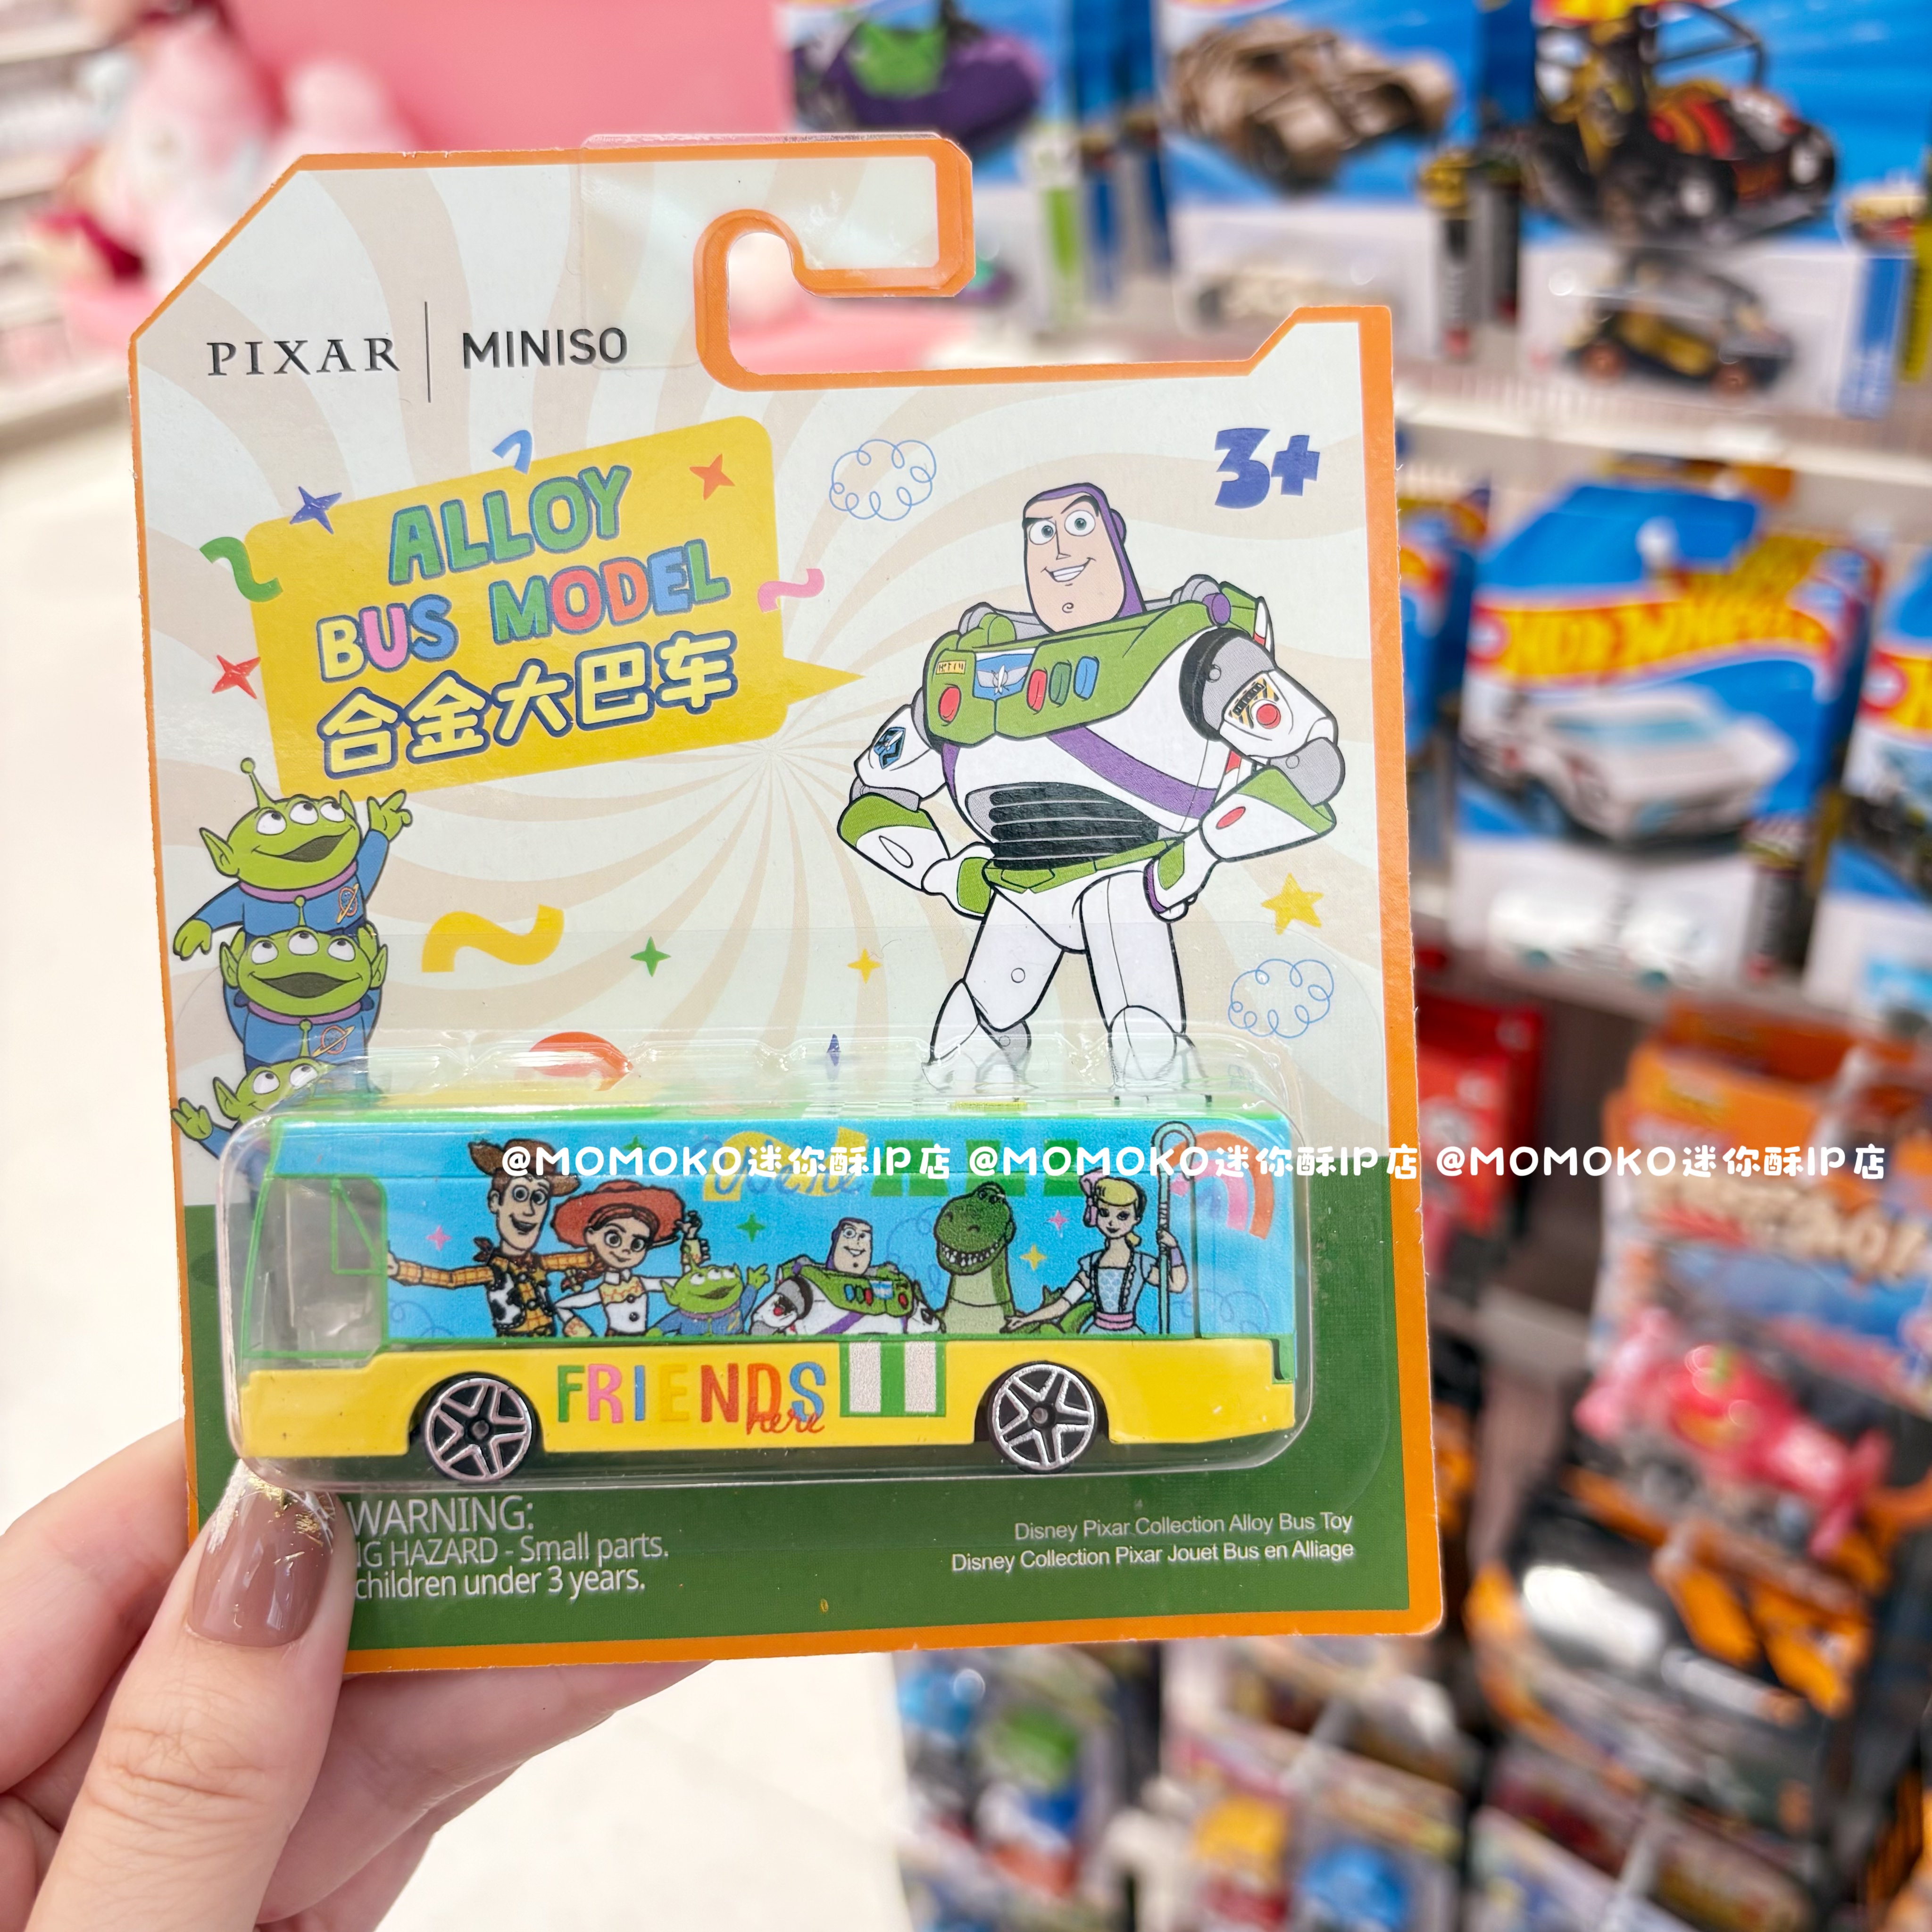 PIXAR | MINISO
3+
ALLOY
BUS MODEL
合金大巴车
@MOMOKO迷你酥IP店 @MOMOKO迷你酥IP店 @MOMOKO迷你酥IP店
FRIENDS
here
WARNING:
HAZARD - Small parts.
children under 3 years.
Disney Pixar Collection Alloy Bus Toy
Disney Collection Pixar Jouet Bus en Alliage
HOT WHEELS